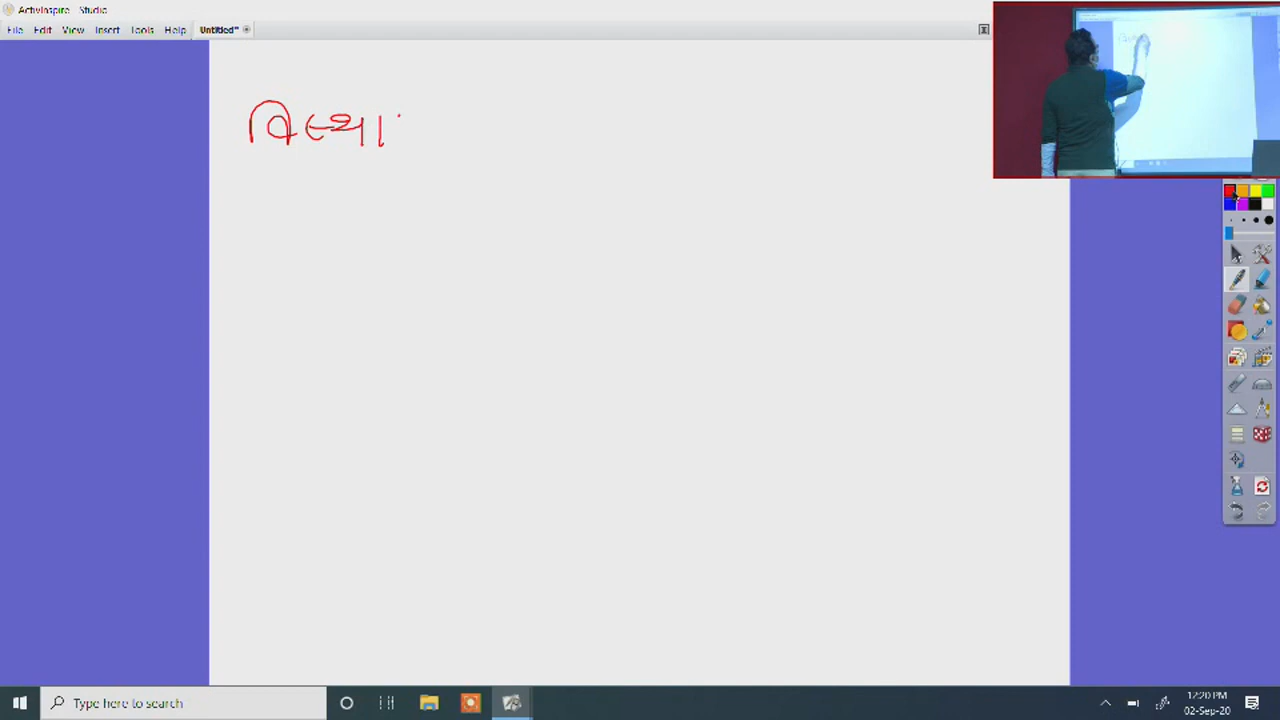 ActivInspire - Studio
File Edit View Insert Tools Help Untitled*
Type here to search
12:20 PM
02-Sep-20